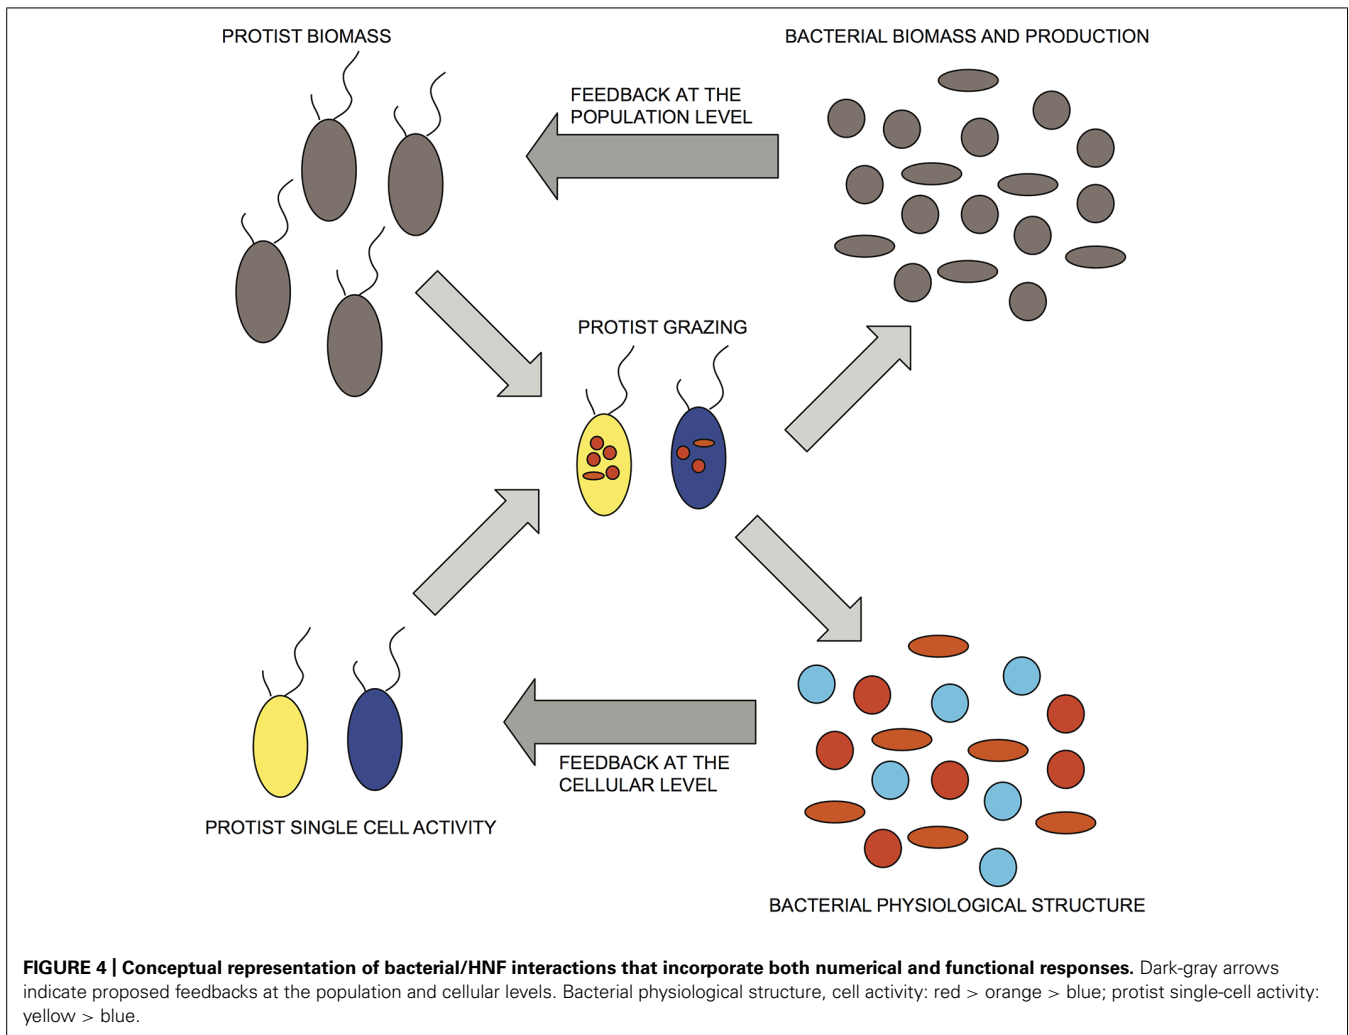 PROTIST BIOMASS
BACTERIAL BIOMASS AND PRODUCTION
FEEDBACK AT THE
POPULATION LEVEL
PROTIST GRAZING
FEEDBACK AT THE
CELLULAR LEVEL
PROTIST SINGLE CELL ACTIVITY
BACTERIAL PHYSIOLOGICAL STRUCTURE
FIGURE 4 | Conceptual representation of bacterial/HNF interactions that incorporate both numerical and functional responses. Dark-gray arrows
indicate proposed feedbacks at the population and cellular levels. Bacterial physiological structure, cell activity: red > orange > blue; protist single-cell activity:
yellow > blue.